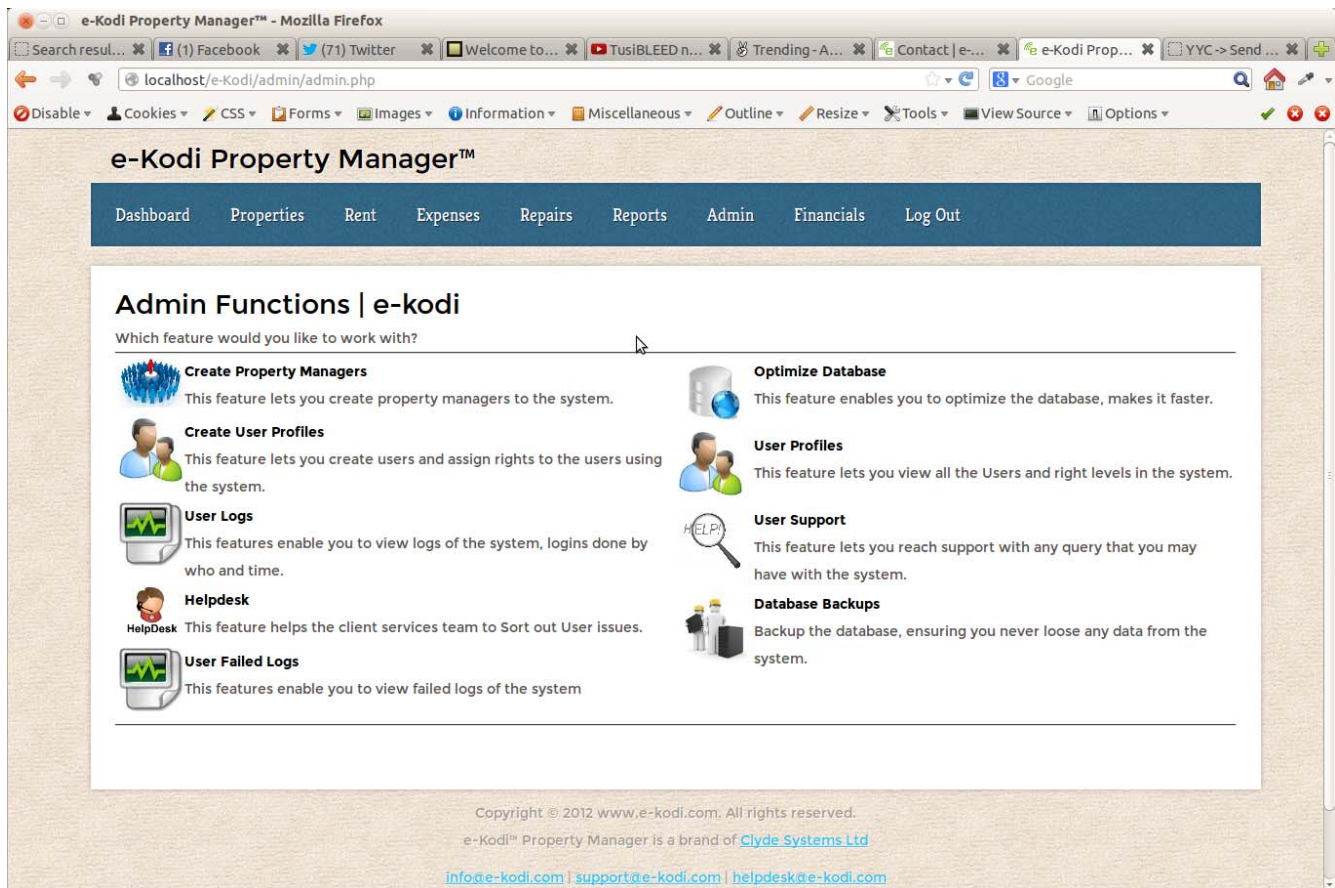 e-Kodi Property Manager™ - Mozilla Firefox
Search resul... (1) Facebook (71) Twitter Welcome to... TusiBLEED n... Trending - A... Contact | e-... e-Kodi Prop... YYC -> Send ...
localhost/e-Kodi/admin/admin.php Google
Disable Cookies CSS Forms Images Information Miscellaneous Outline Resize Tools View Source Options
e-Kodi Property Manager™
Dashboard Properties Rent Expenses Repairs Reports Admin Financials Log Out
Admin Functions | e-kodi
Which feature would you like to work with?
Create Property Managers
This feature lets you create property managers to the system.
Create User Profiles
This feature lets you create users and assign rights to the users using
the system.
User Logs
This features enable you to view logs of the system, logins done by
who and time.
Helpdesk
HelpDesk
This feature helps the client services team to Sort out User issues.
User Failed Logs
This features enable you to view failed logs of the system
Optimize Database
This feature enables you to optimize the database, makes it faster.
User Profiles
This feature lets you view all the Users and right levels in the system.
HELP!
User Support
This feature lets you reach support with any query that you may
have with the system.
Database Backups
Backup the database, ensuring you never loose any data from the
system.
Copyright © 2012 www.e-kodi.com. All rights reserved.
e-Kodi™ Property Manager is a brand of Clyde Systems Ltd
info@e-kodi.com | support@e-kodi.com | helpdesk@e-kodi.com